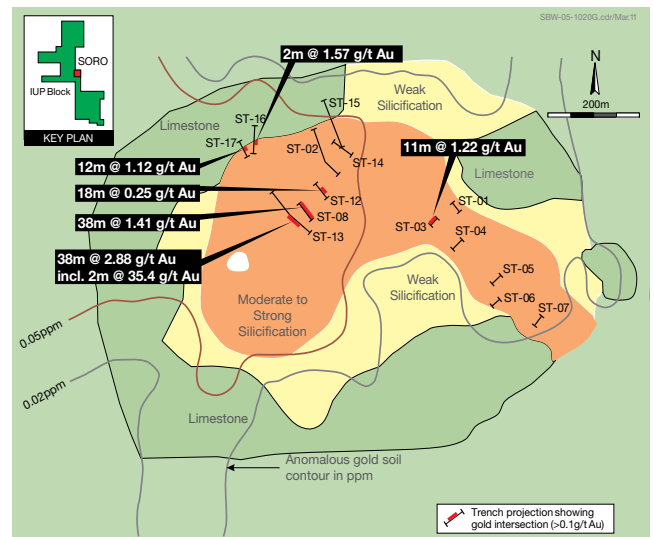 SBW-05-1020G.cdr/Mar.11
SORO
IUP Block
KEY PLAN
2m @ 1.57 g/t Au
N
200m
Weak
Silicification
ST-15
ST-16
Limestone
ST-17
ST-02
ST-14
11m @ 1.22 g/t Au
12m @ 1.12 g/t Au
Limestone
18m @ 0.25 g/t Au
ST-12
ST-01
38m @ 1.41 g/t Au
ST-08
ST-03
ST-13
ST-04
38m @ 2.88 g/t Au
incl. 2m @ 35.4 g/t Au
ST-05
Weak
Silicification
ST-06
ST-07
Moderate to
Strong
Silicification
0.05ppm
0.02ppm
Limestone
Anomalous gold soil
contour in ppm
Trench projection showing
gold intersection (>0.1g/t Au)